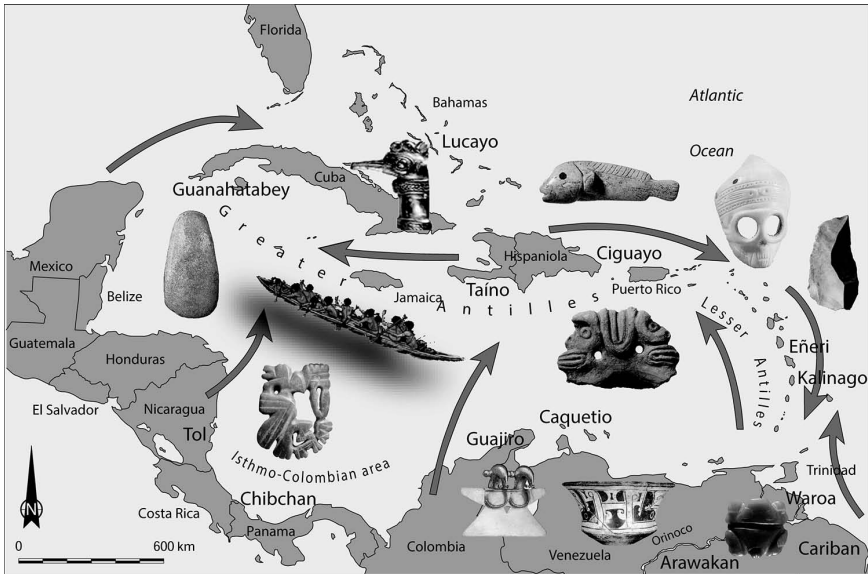 Florida
Atlantic
Bahamas
Ocean
Lucayo
Cuba
Guanahatabey
Greater
Antilles
Hispaniola
Ciguayo
Mexico
Belize
Jamaica
Taíno
Puerto Rico
Lesser
Antilles
Guatemala
Honduras
Eñeri
Kalinago
El Salvador
Nicaragua
Tol
Caquetio
Guajiro
Isthmo-Colombian area
Trinidad
Chibchan
Waroa
N
Costa Rica
Panama
Orinoco
0 600 km
Colombia
Venezuela
Arawakan
Cariban